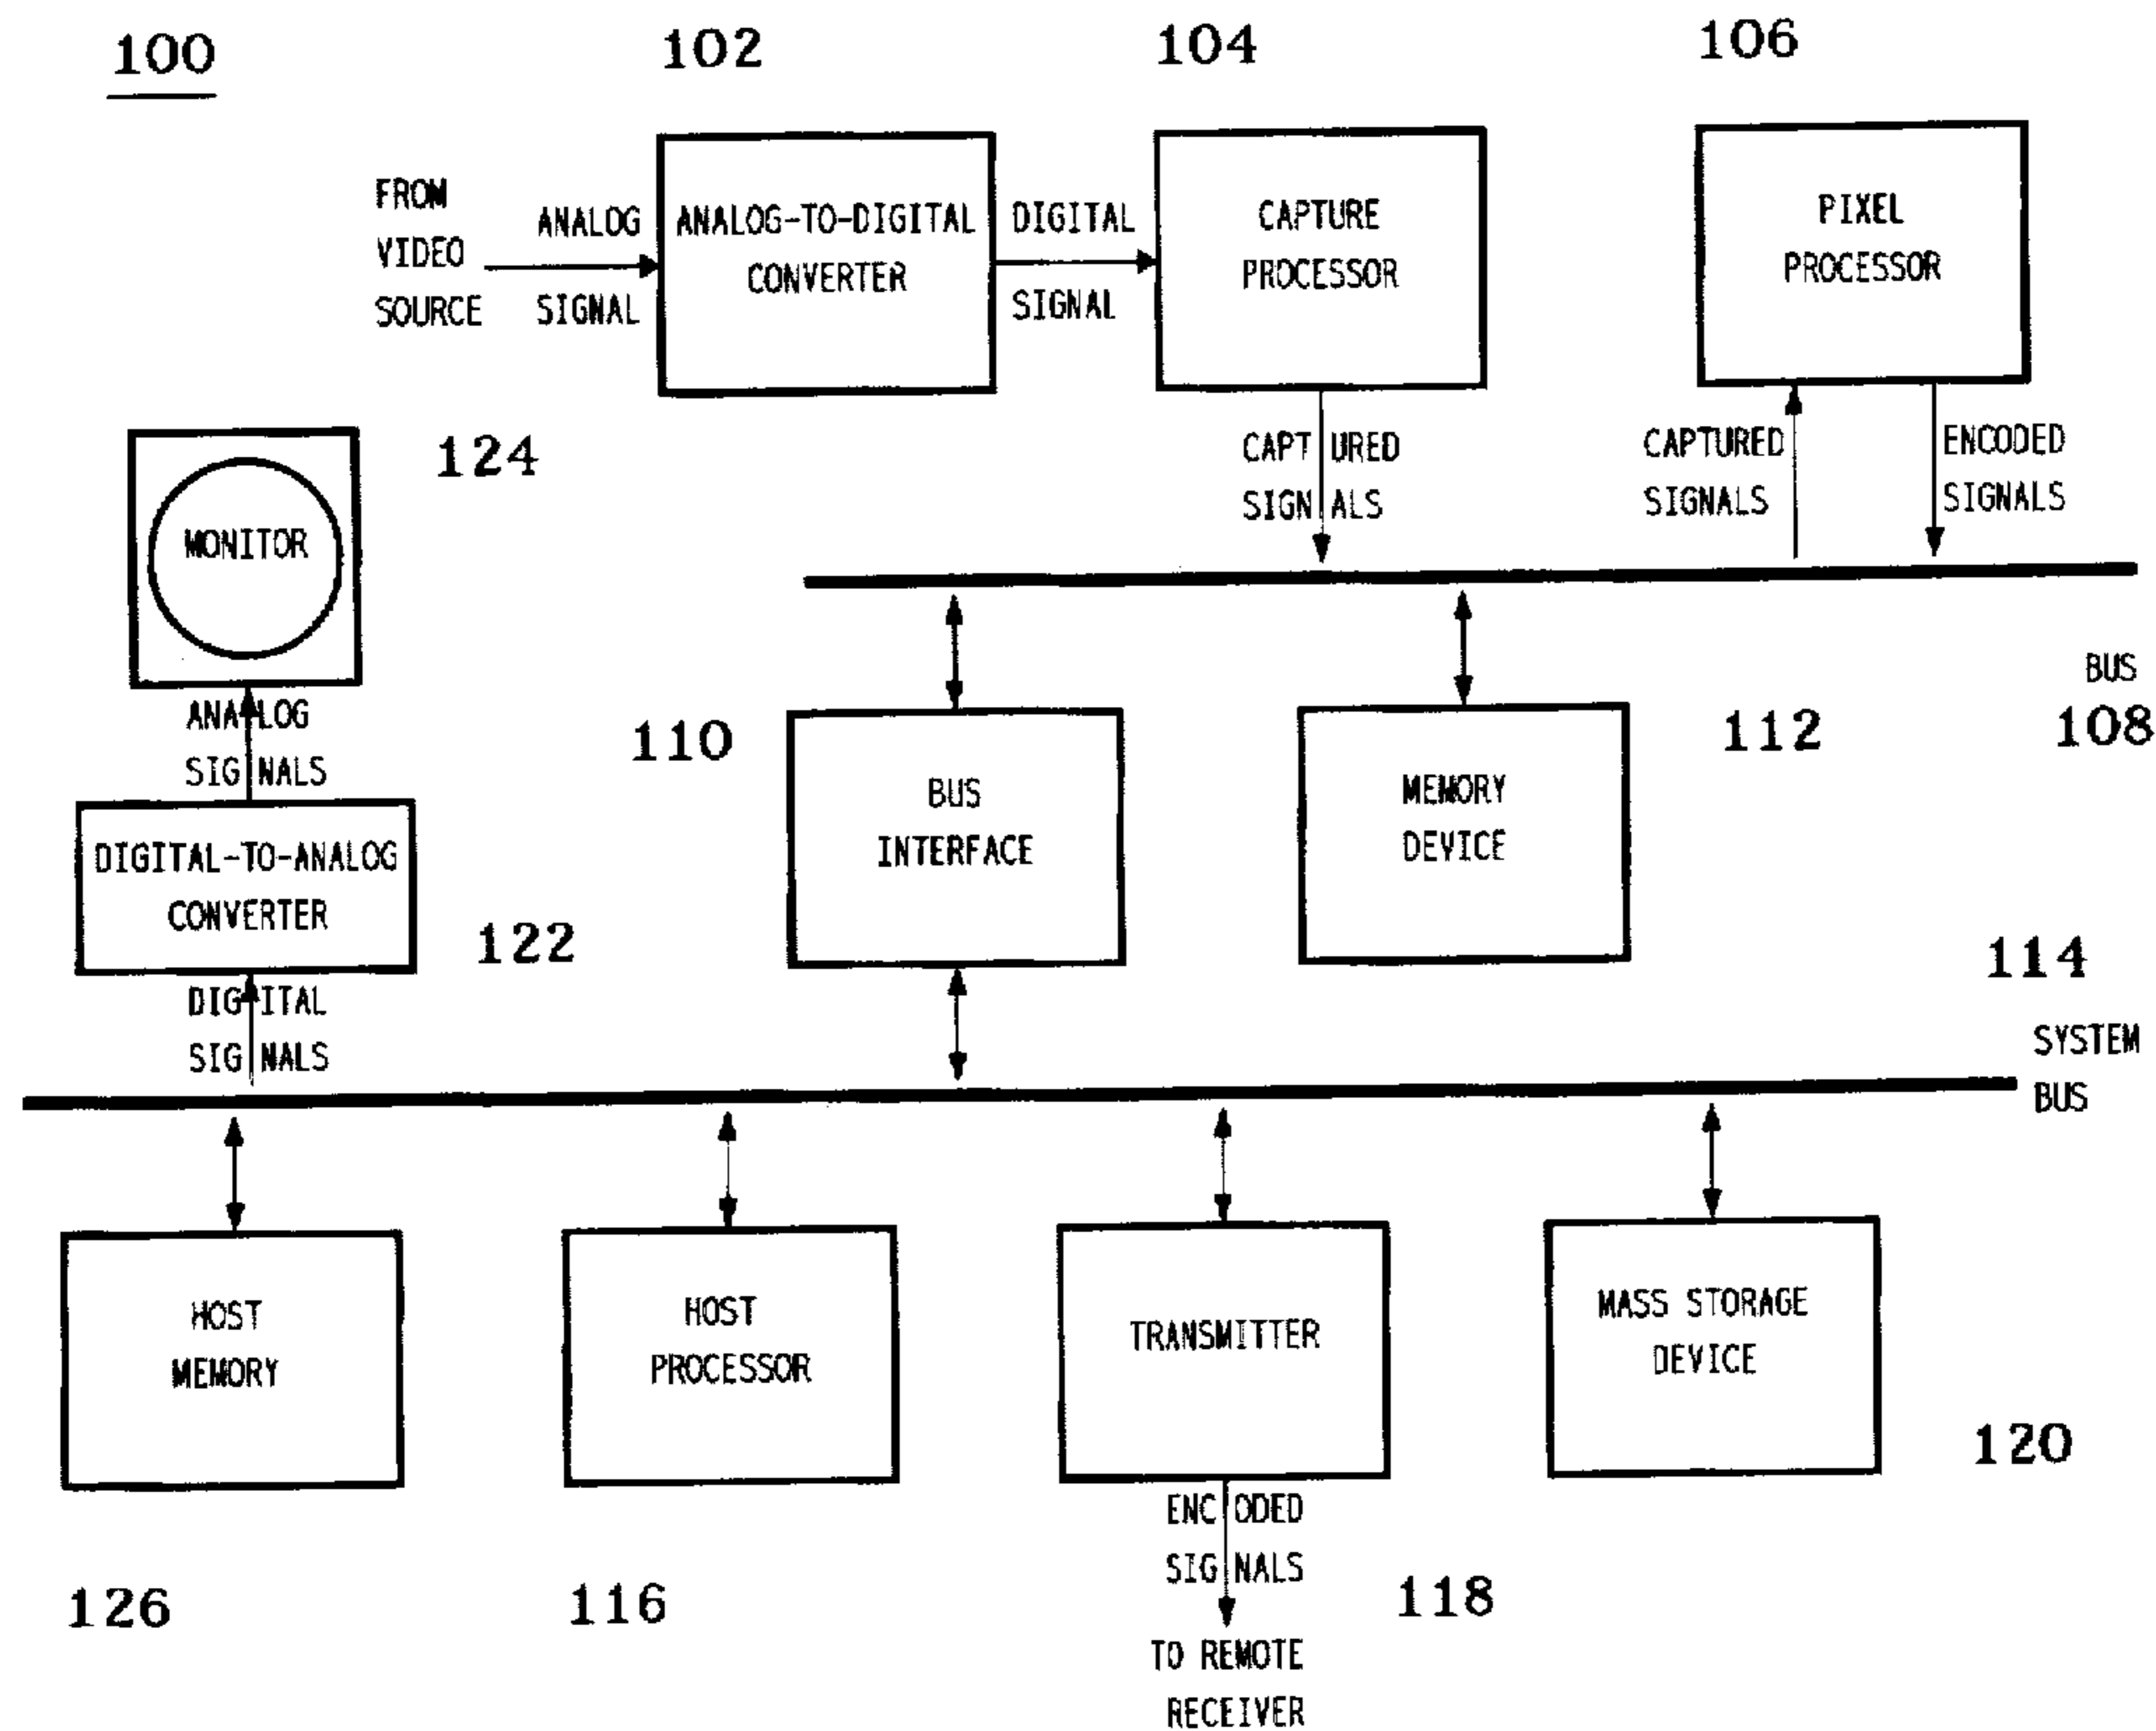 100
102
104
106
FROM
VIDEO
SOURCE
ANALOG
SIGNAL
ANALOG-TO-DIGITAL
CONVERTER
DIGITAL
SIGNAL
CAPTURE
PROCESSOR
PIXEL
PROCESSOR
CAPTURED
SIGNALS
CAPTURED
SIGNALS
ENCODED
SIGNALS
124
MONITOR
ANALOG
SIGNALS
110
BUS
INTERFACE
MEMORY
DEVICE
112
BUS
108
DIGITAL-TO-ANALOG
CONVERTER
122
DIGITAL
SIGNALS
114
SYSTEM
BUS
HOST
MEMORY
HOST
PROCESSOR
TRANSMITTER
MASS STORAGE
DEVICE
120
126
116
ENCODED
SIGNALS
118
TO REMOTE
RECEIVER